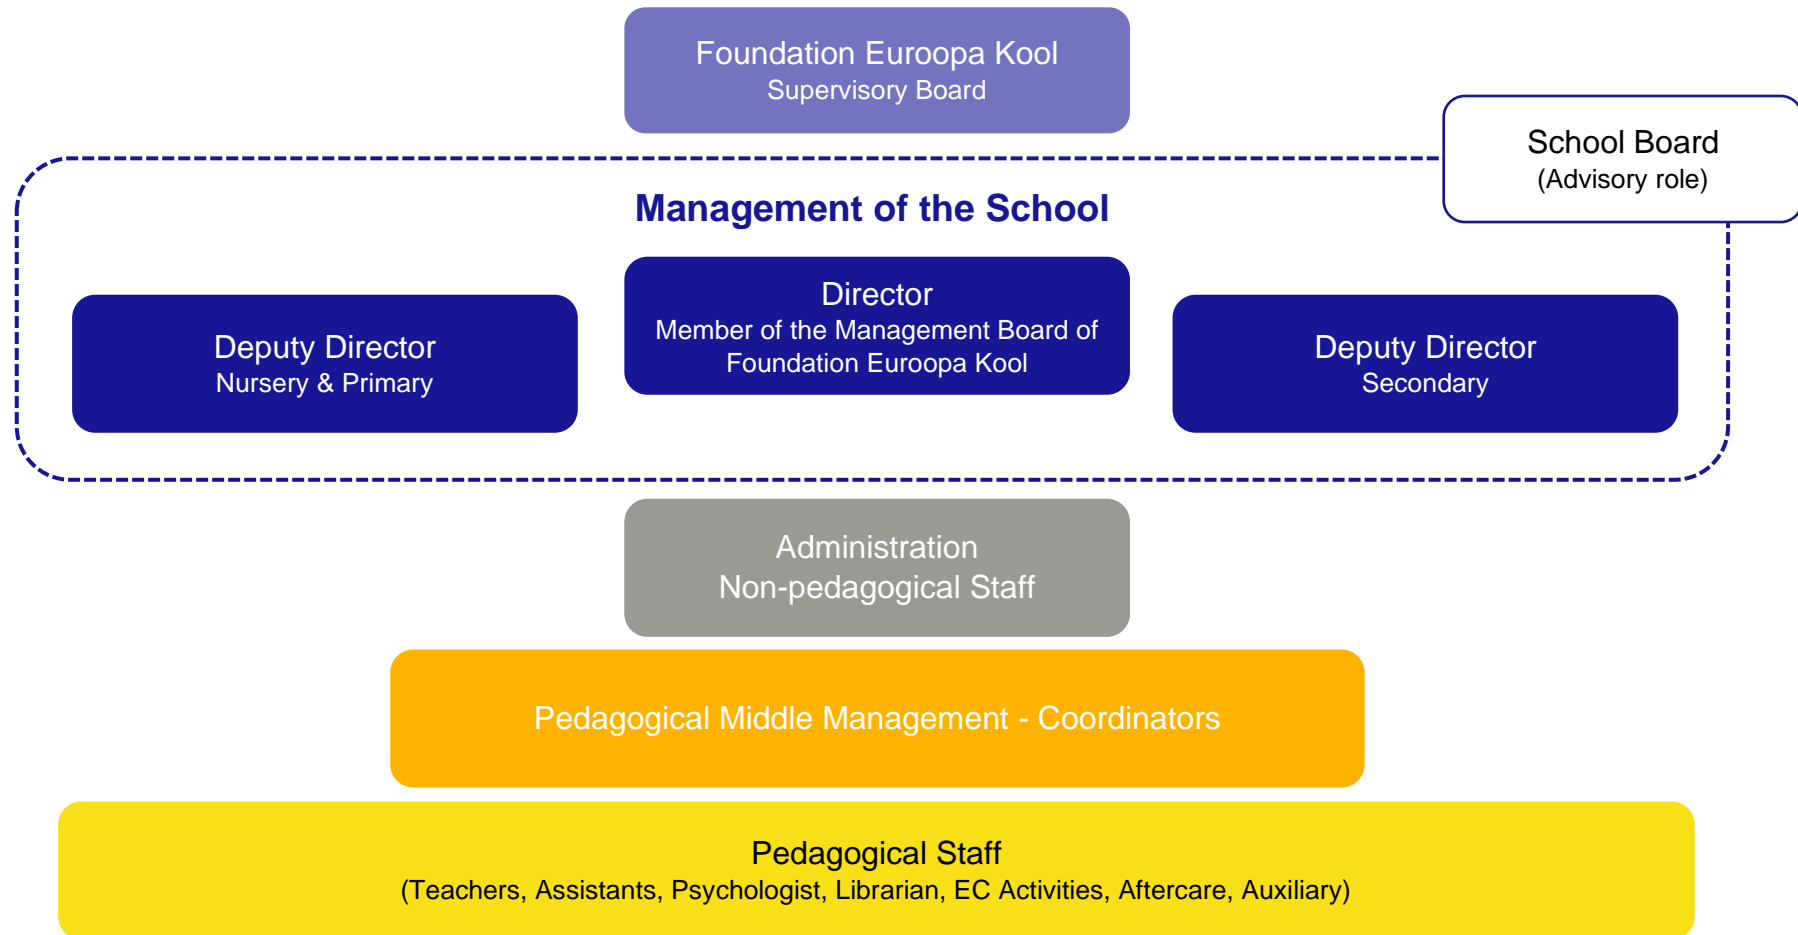 Foundation Euroopa Kool
Supervisory Board
School Board
(Advisory role)
Management of the School
Director
Member of the Management Board of
Foundation Euroopa Kool
Deputy Director
Nursery & Primary
Deputy Director
Secondary
Administration
Non-pedagogical Staff
Pedagogical Middle Management - Coordinators
Pedagogical Staff
(Teachers, Assistants, Psychologist, Librarian, EC Activities, Aftercare, Auxiliary)